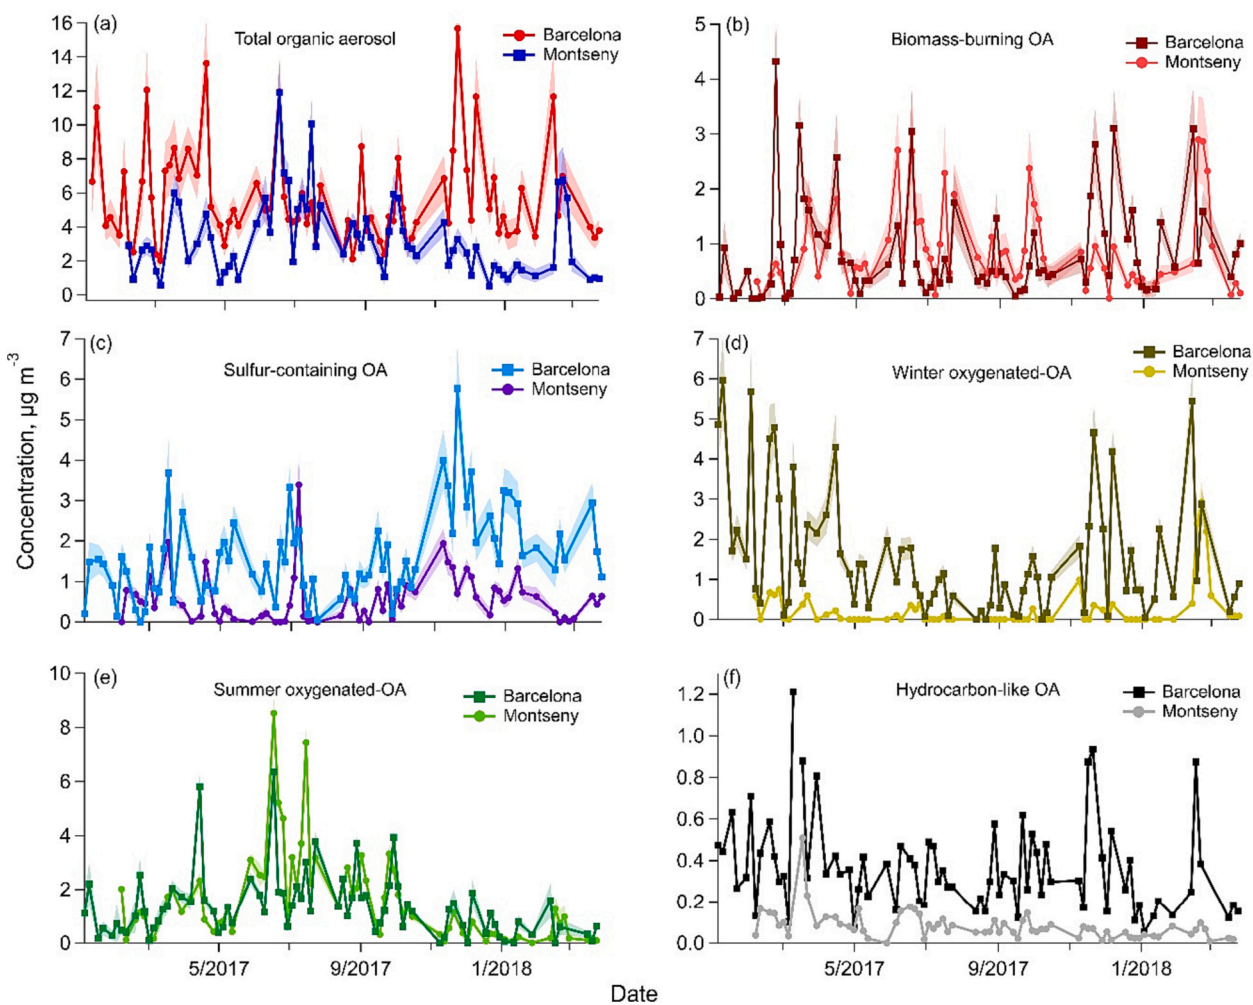 (a)
Total organic aerosol
Barcelona
Montseny
16
14
12
10
8
6
4
2
0
(b)
Biomass-burning OA
Barcelona
Montseny
5
4
3
2
1
0
(c)
Sulfur-containing OA
Barcelona
Montseny
7
6
5
4
3
2
1
0
(d)
Winter oxygenated-OA
Barcelona
Montseny
7
6
5
4
3
2
1
0
Concentration, µg m-3
(e)
Summer oxygenated-OA
Barcelona
Montseny
10
8
6
4
2
0
5/2017
9/2017
1/2018
(f)
Hydrocarbon-like OA
Barcelona
Montseny
1.2
1.0
0.8
0.6
0.4
0.2
0.0
5/2017
9/2017
1/2018
Date